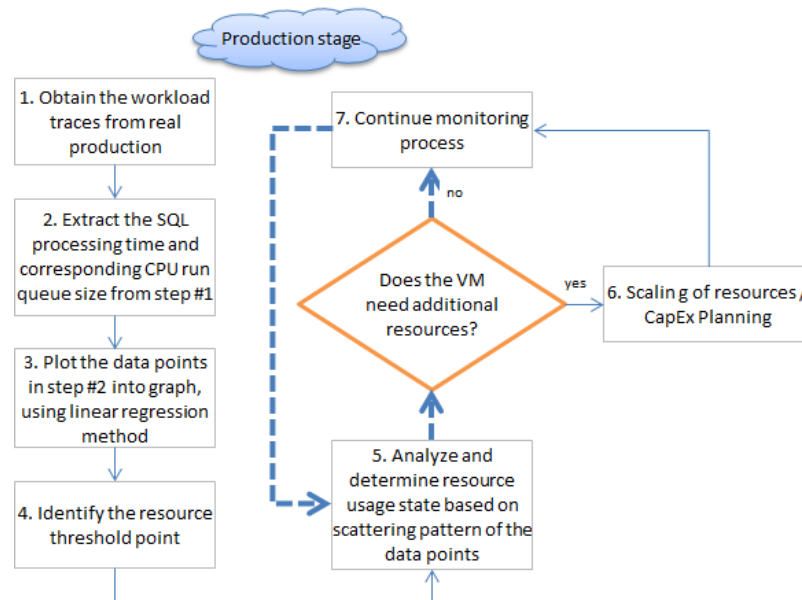 Production stage
1. Obtain the workload
traces from real
production
2. Extract the SQL
processing time and
corresponding CPU run
queue size from step #1
3. Plot the data points
in step #2 into graph,
using linear regression
method
4. Identify the resource
threshold point
7. Continue monitoring
process
no
Does the VM
need additional
resources?
yes
6. Scaling of resources /
CapEx Planning
5. Analyze and
determine resource
usage state based on
scattering pattern of the
data points